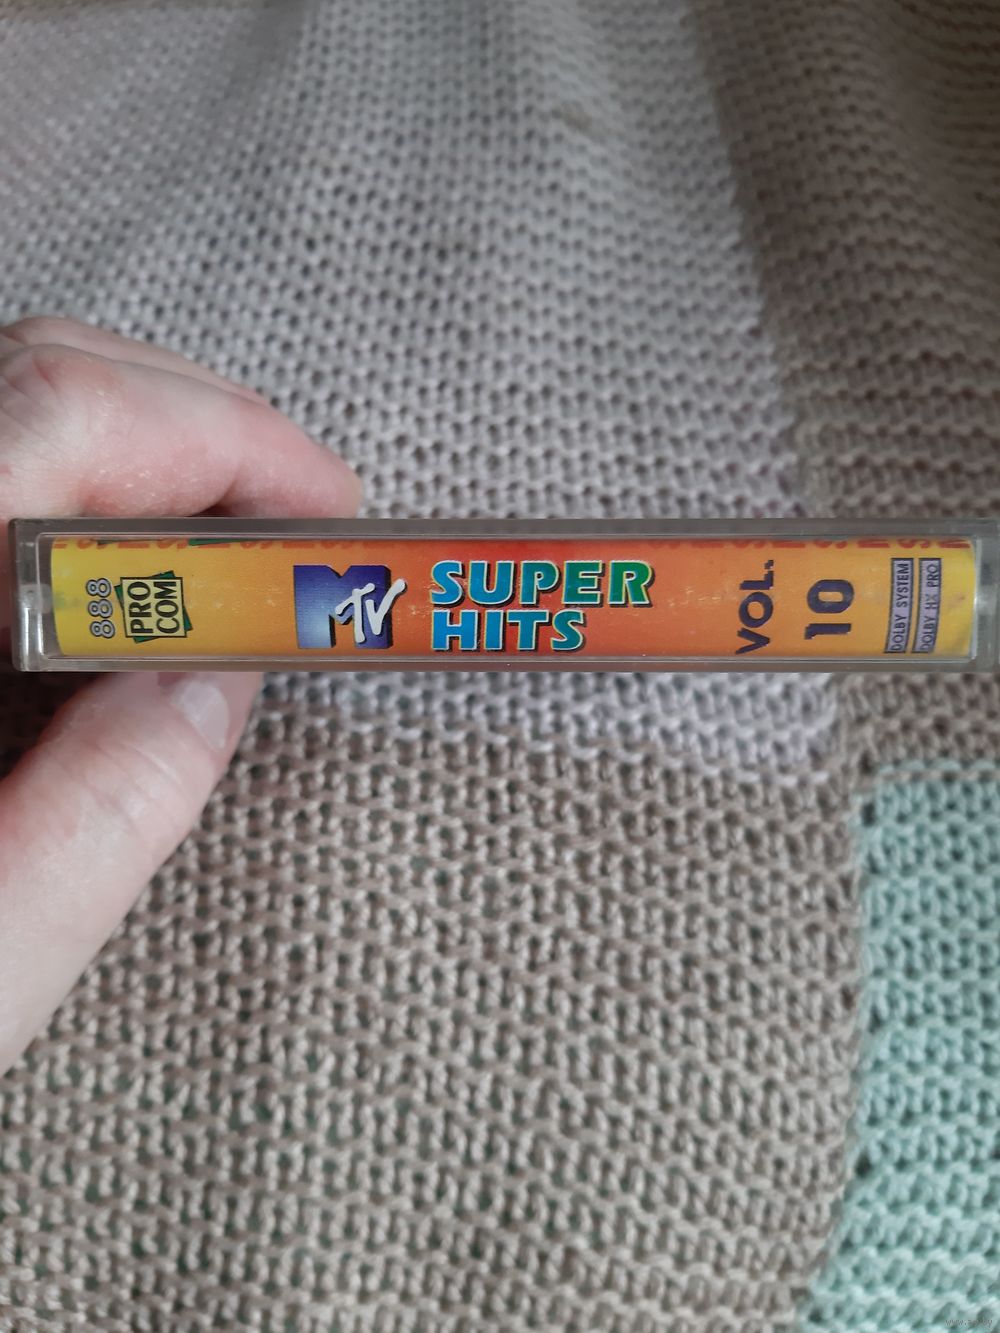 888
PRO
COM
MTV
SUPER
HITS
VOL.
10
DOLBY SYSTEM
DOLBY HX PRO